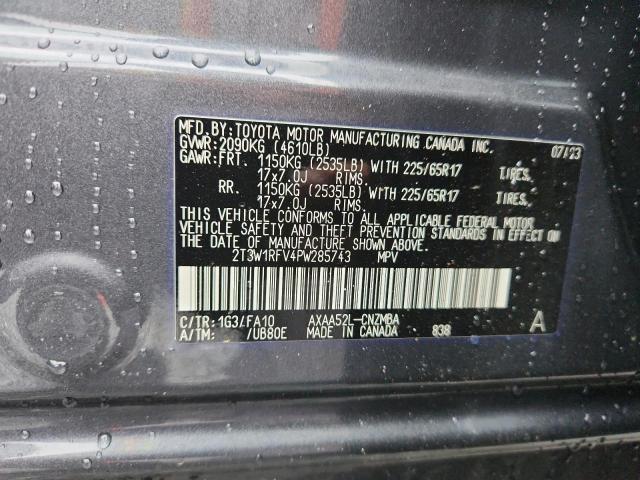 MFD. BY: TOYOTA MOTOR MANUFACTURING CANADA INC.
GVWR: 2090KG (4610LB) 07/23
GAWR: FRT. 1150KG (2535LB) WITH 225/65R17 TIRES,
17x7.0J RIMS,
RR. 1150KG (2535LB) WITH 225/65R17 TIRES,
17x7.0J RIMS.
THIS VEHICLE CONFORMS TO ALL APPLICABLE FEDERAL MOTOR
VEHICLE SAFETY AND THEFT PREVENTION STANDARDS IN EFFECT ON
THE DATE OF MANUFACTURE SHOWN ABOVE.
2T3W1RFV4PW285743 MPV
C/TR: 1G3/FA10 AXAA52L-CNZMBA A
A/TM: /UB80E MADE IN CANADA 838